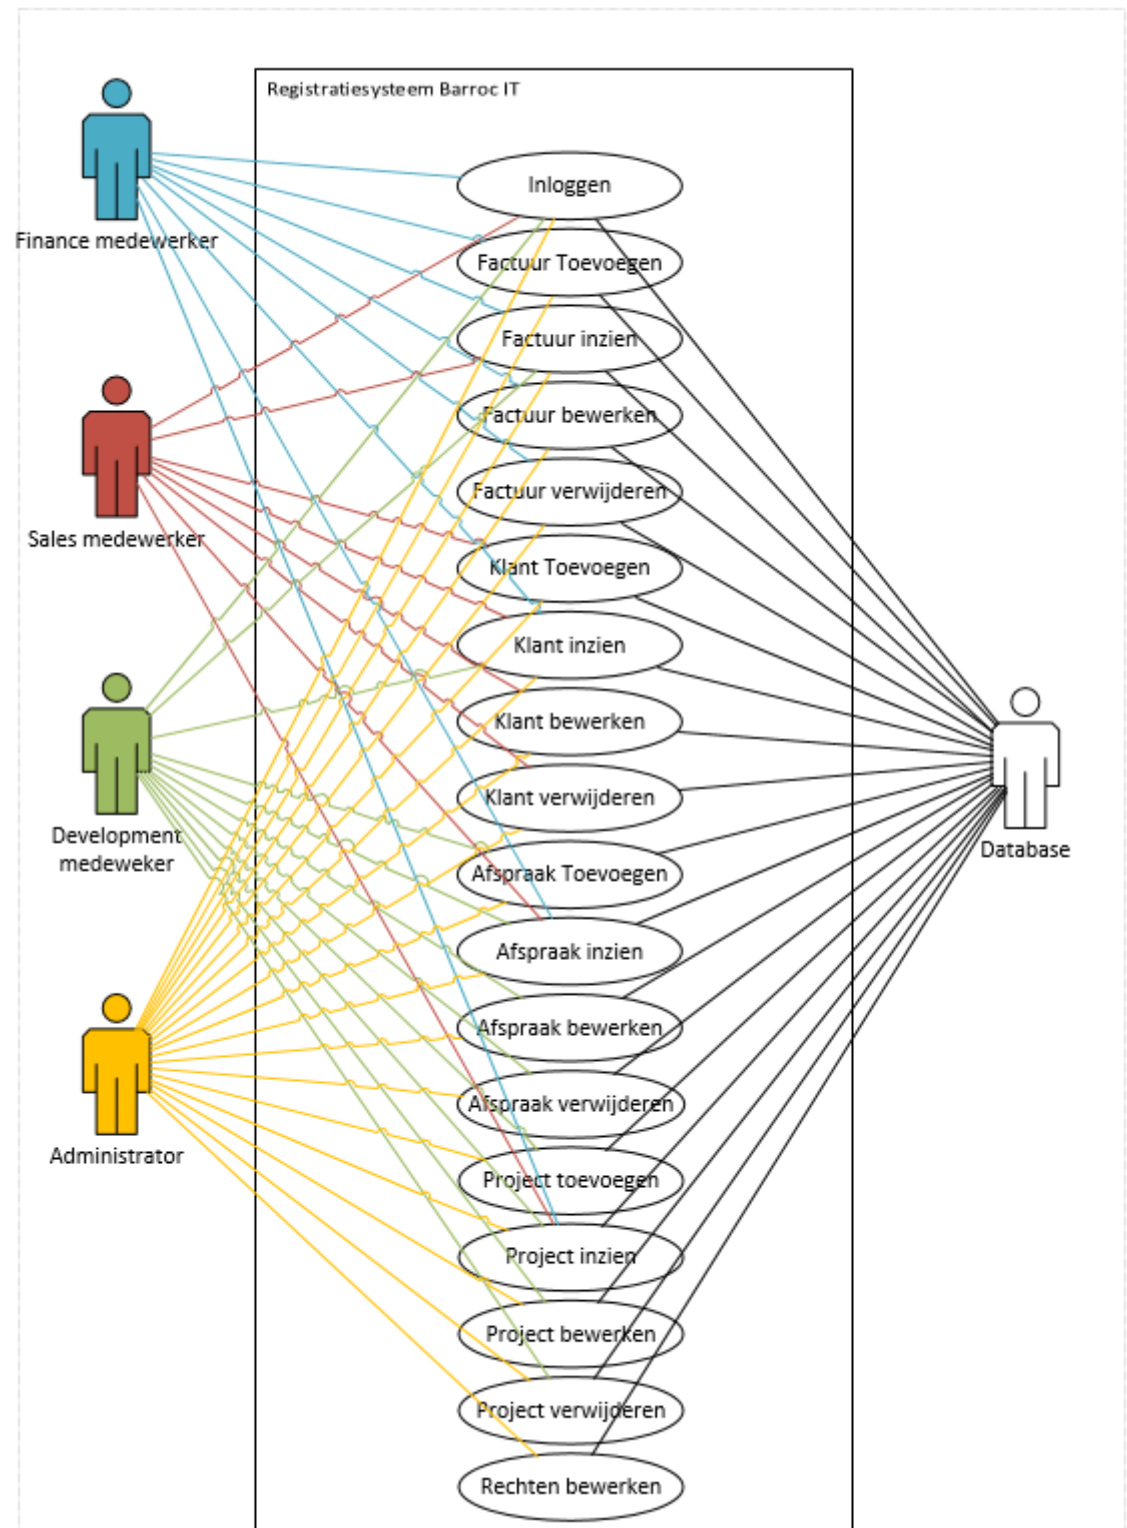 Registratiesysteem Barroc IT
Finance medewerker
Sales medewerker
Development
medeweker
Administrator
Inloggen
Factuur Toevoegen
Factuur inzien
Factuur bewerken
Factuur verwijderen
Klant Toevoegen
Klant inzien
Klant bewerken
Klant verwijderen
Afspraak Toevoegen
Afspraak inzien
Afspraak bewerken
Afspraak verwijderen
Project toevoegen
Project inzien
Project bewerken
Project verwijderen
Rechten bewerken
Database